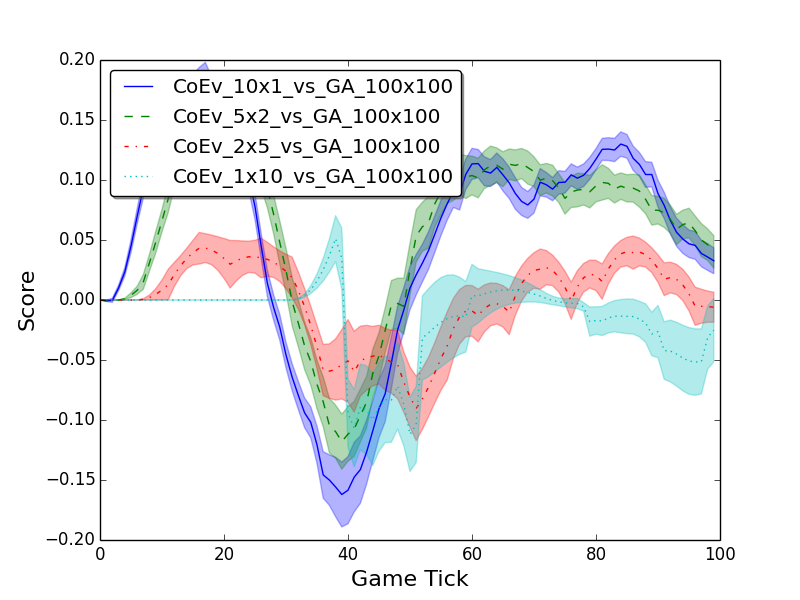 0.20
0.15
0.10
0.05
0.00
−0.05
−0.10
−0.15
−0.20
Score
CoEv_10x1_vs_GA_100x100
CoEv_5x2_vs_GA_100x100
CoEv_2x5_vs_GA_100x100
CoEv_1x10_vs_GA_100x100
0 20 40 60 80 100
Game Tick